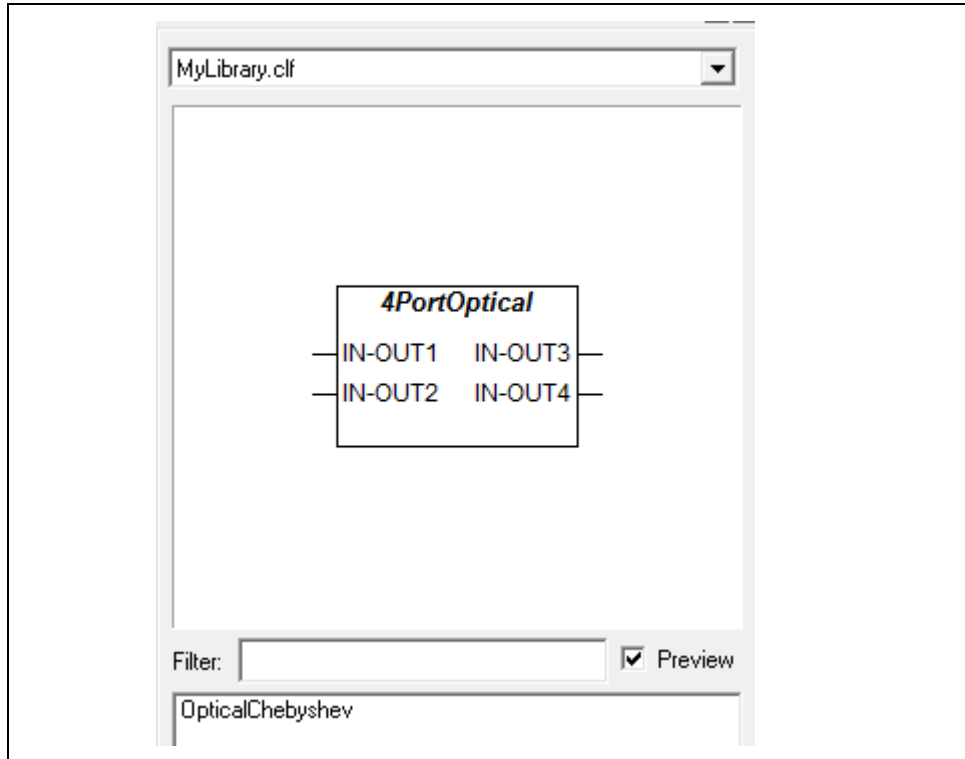 MyLibrary.clf
4PortOptical
IN-OUT1 IN-OUT3
IN-OUT2 IN-OUT4
Filter: Preview
OpticalChebyshev